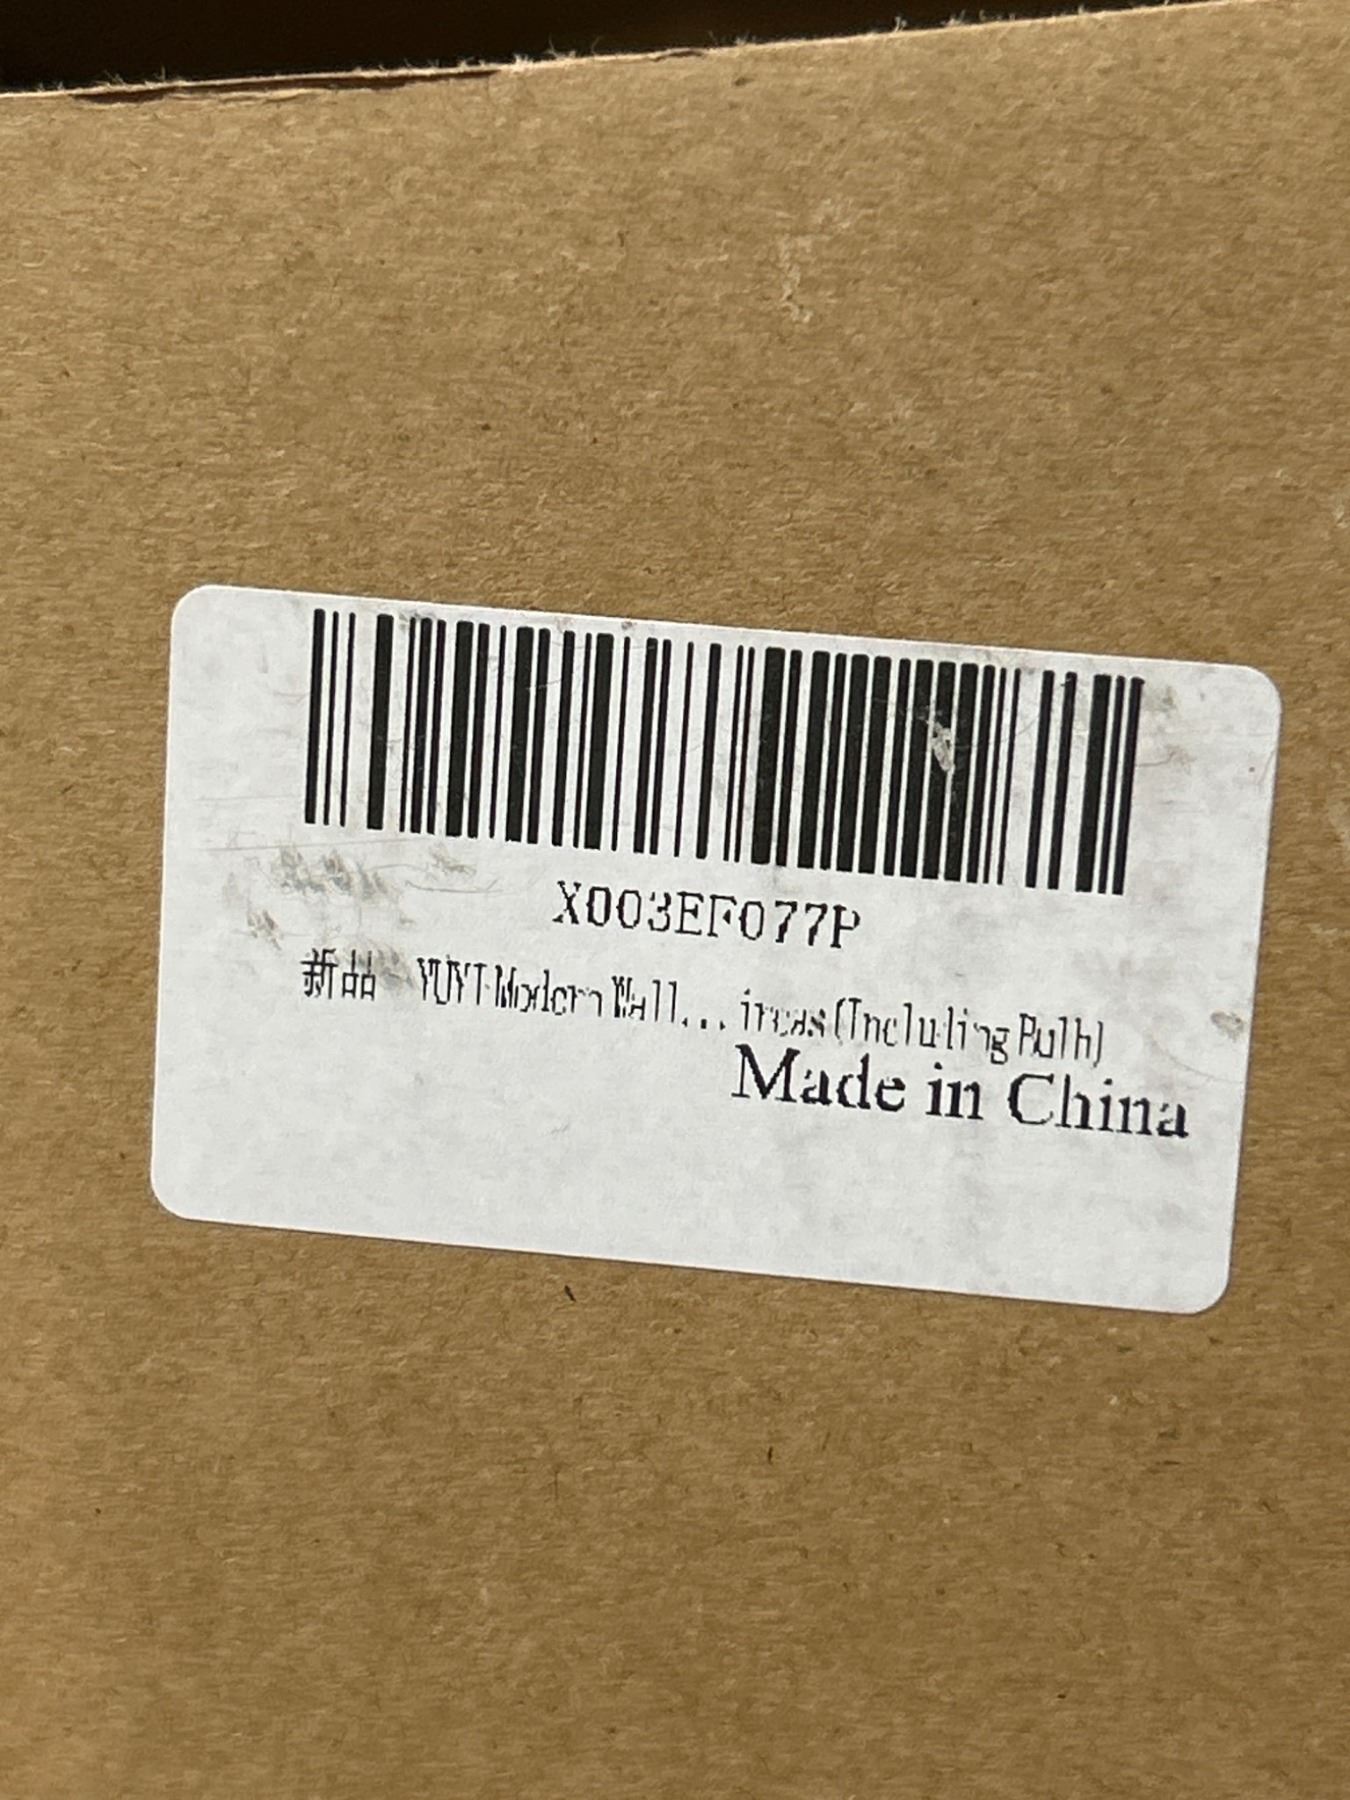 X003EF077P
新品 - YUYI Modern Wall... (Including Bulb)
Made in China